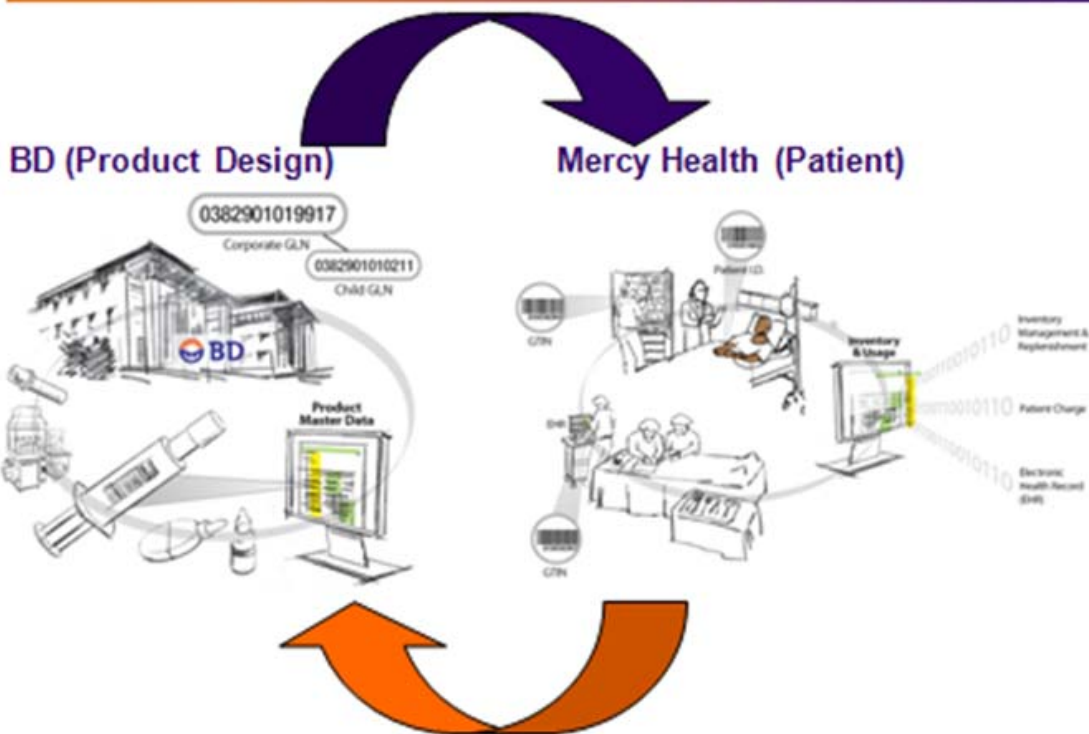 BD (Product Design)
Mercy Health (Patient)
0382901019917
Corporate GLN
0382901010211
Child GLN
BD
Product
Master Data
Patient I.D.
GTIN
EHR
GTIN
Inventory
& Usage
Inventory
Management &
Replenishment
Patient Charge
Electronic
Health Record
(EHR)